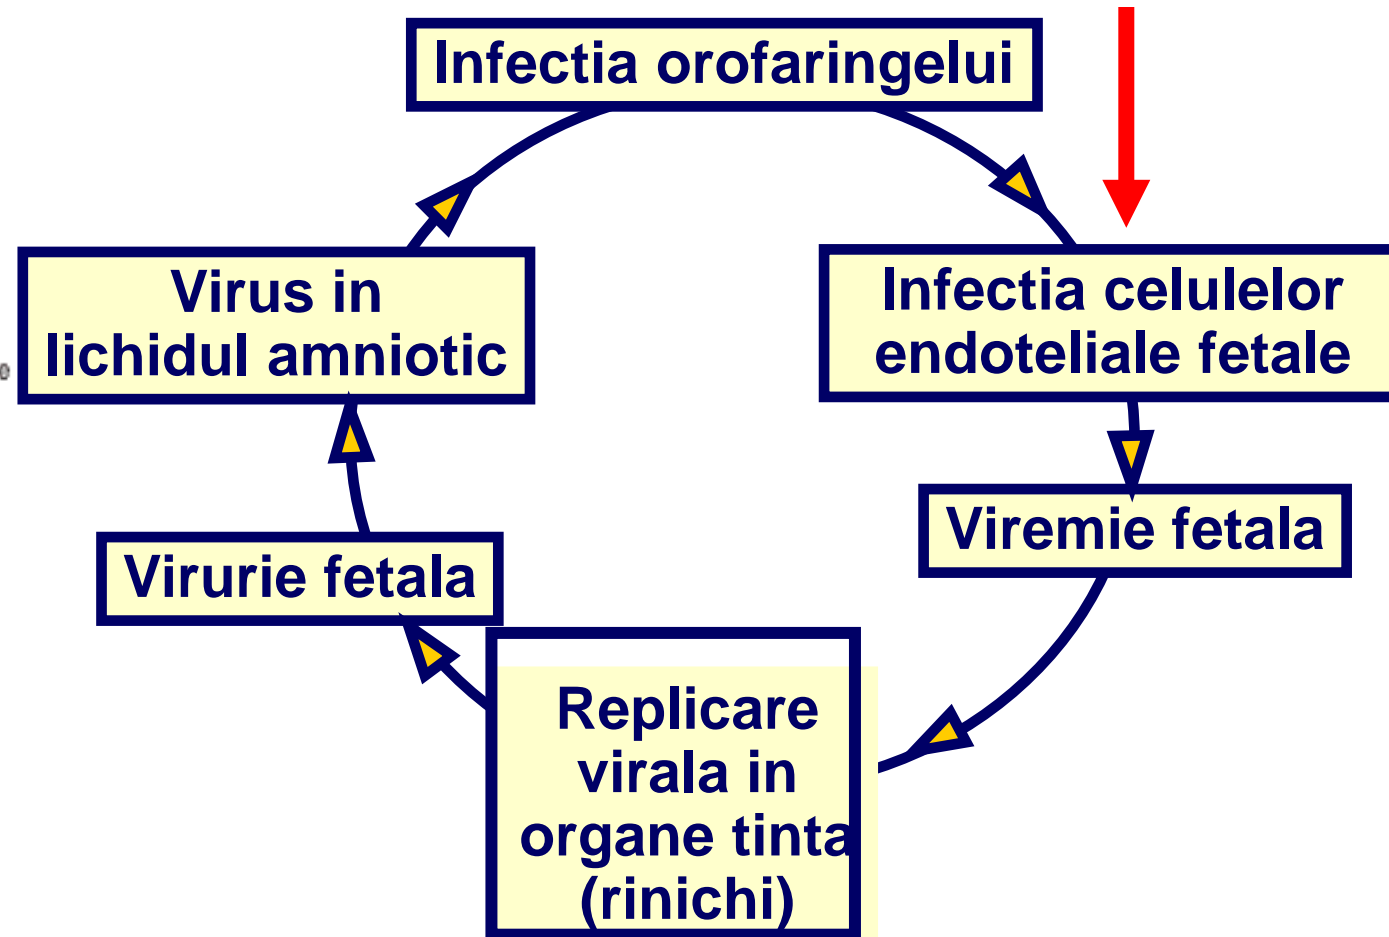 Infectia orofaringelui
Virus in
lichidul amniotic
Infectia celulelor
endoteliale fetale
Viremie fetala
Virurie fetala
Replicare
virala in
organe tinta
(rinichi)